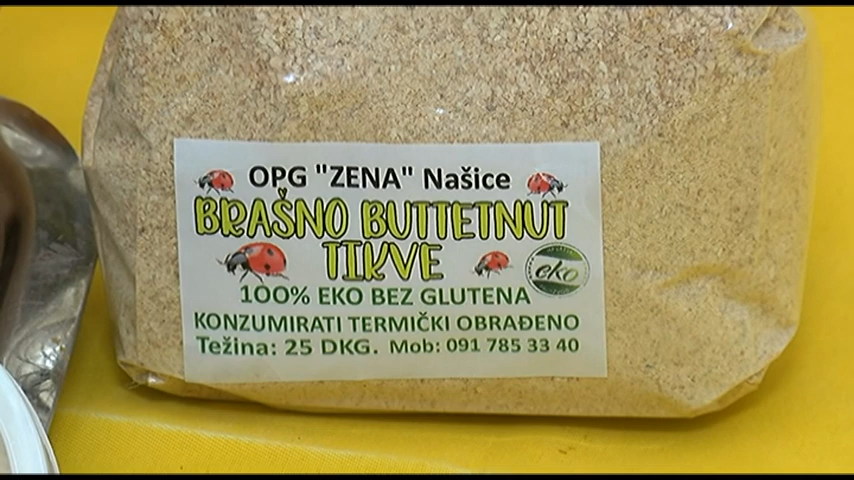 OPG "ZENA" Našice
BRAŠNO BUTTETNUT
TIKVE
eko
100% EKO BEZ GLUTENA
KONZUMIRATI TERMIČKI OBRAĐENO
Težina: 25 DKG. Mob: 091 785 33 40